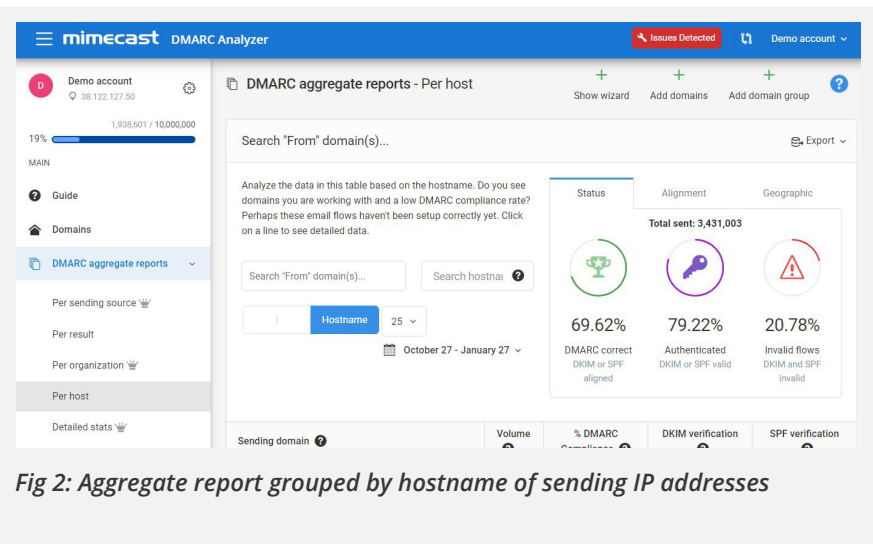 mimecast DMARC Analyzer
Issues Detected
Demo account
D
Demo account
38.122.127.50
1,938,601 / 10,000,000
19%
MAIN
Guide
Domains
DMARC aggregate reports
Per sending source
Per result
Per organization
Per host
Detailed stats
DMARC aggregate reports - Per host
Show wizard
Add domains
Add domain group
Search "From" domain(s)...
Export
Analyze the data in this table based on the hostname. Do you see
domains you are working with and a low DMARC compliance rate?
Perhaps these email flows haven't been setup correctly yet. Click
on a line to see detailed data.
Search "From" domain(s)...
Search hostnai
Hostname
25
October 27 - January 27
Status
Alignment
Geographic
Total sent: 3,431,003
69.62%
DMARC correct
DKIM or SPF
aligned
79.22%
Authenticated
DKIM or SPF valid
20.78%
Invalid flows
DKIM and SPF
invalid
Sending domain
Volume
% DMARC
Compliance
DKIM verification
SPF verification
Fig 2: Aggregate report grouped by hostname of sending IP addresses